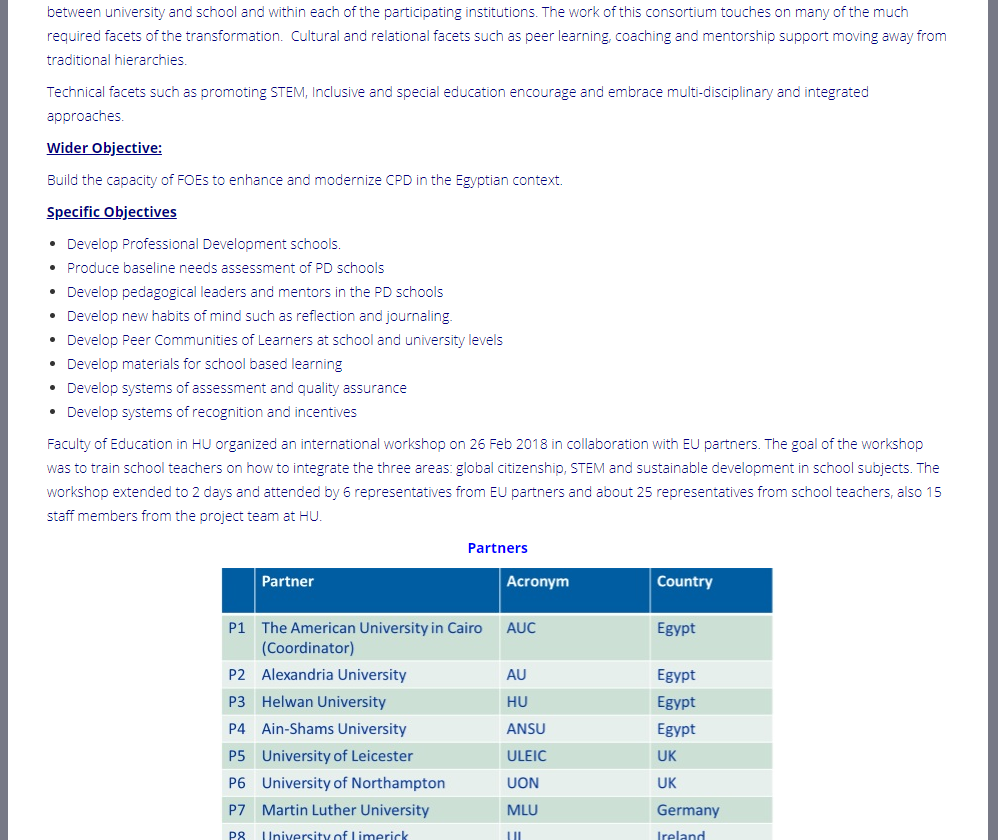 between university and school and within each of the participating institutions. The work of this consortium touches on many of the much
required facets of the transformation.  Cultural and relational facets such as peer learning, coaching and mentorship support moving away from
traditional hierarchies.
Technical facets such as promoting STEM, Inclusive and special education encourage and embrace multi-disciplinary and integrated
approaches.
Wider Objective:
Build the capacity of FOEs to enhance and modernize CPD in the Egyptian context.
Specific Objectives
• Develop Professional Development schools.
• Produce baseline needs assessment of PD schools
• Develop pedagogical leaders and mentors in the PD schools
• Develop new habits of mind such as reflection and journaling.
• Develop Peer Communities of Learners at school and university levels
• Develop materials for school based learning
• Develop systems of assessment and quality assurance
• Develop systems of recognition and incentives
Faculty of Education in HU organized an international workshop on 26 Feb 2018 in collaboration with EU partners. The goal of the workshop
was to train school teachers on how to integrate the three areas: global citizenship, STEM and sustainable development in school subjects. The
workshop extended to 2 days and attended by 6 representatives from EU partners and about 25 representatives from school teachers, also 15
staff members from the project team at HU.
Partners
Partner Acronym Country
P1 The American University in Cairo AUC Egypt
(Coordinator)
P2 Alexandria University AU Egypt
P3 Helwan University HU Egypt
P4 Ain-Shams University ANSU Egypt
P5 University of Leicester ULEIC UK
P6 University of Northampton UON UK
P7 Martin Luther University MLU Germany
P8 University of Limerick UL Ireland